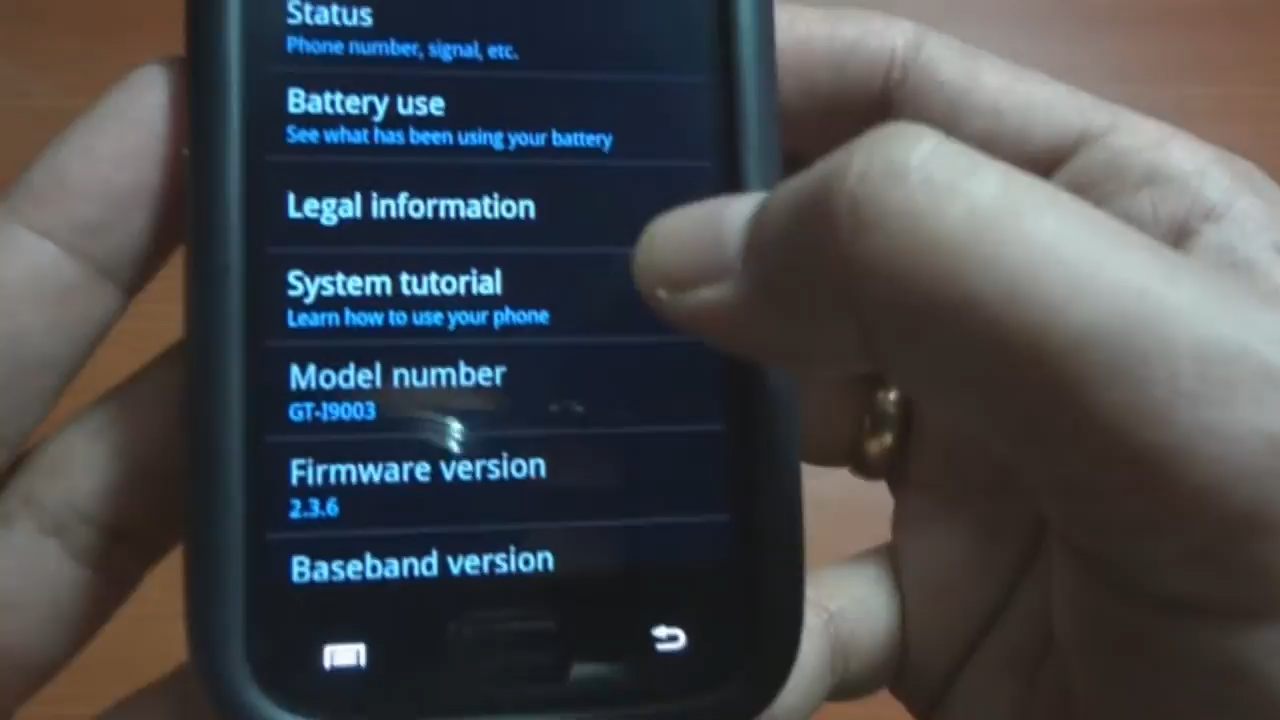 Status
Phone number, signal, etc.
Battery use
See what has been using your battery
Legal information
System tutorial
Learn how to use your phone
Model number
GT-I9003
Firmware version
2.3.6
Baseband version